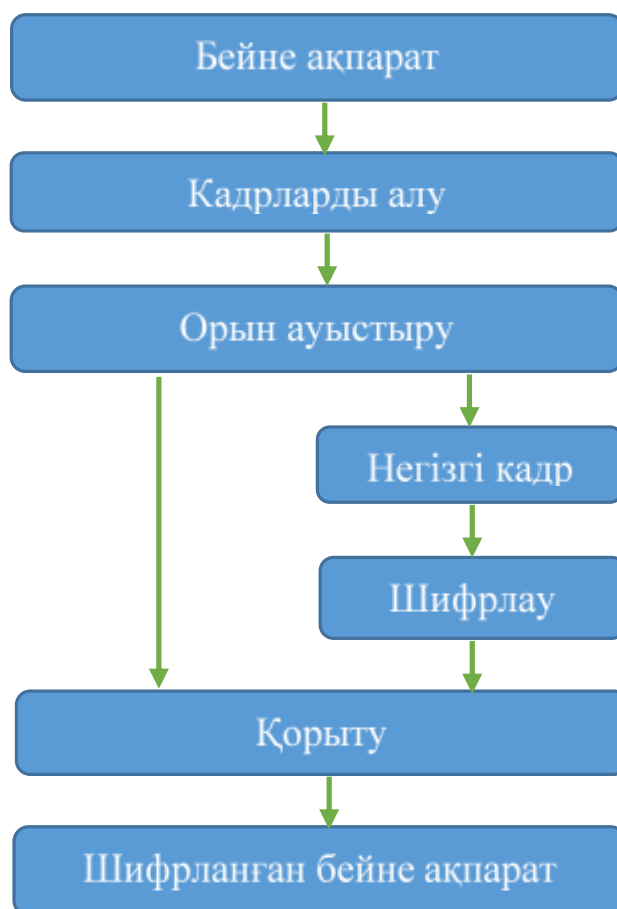 Бейне ақпарат
Кадрларды алу
Орын ауыстыру
Негізгі кадр
Шифрлау
Қорыту
Шифрланған бейне ақпарат